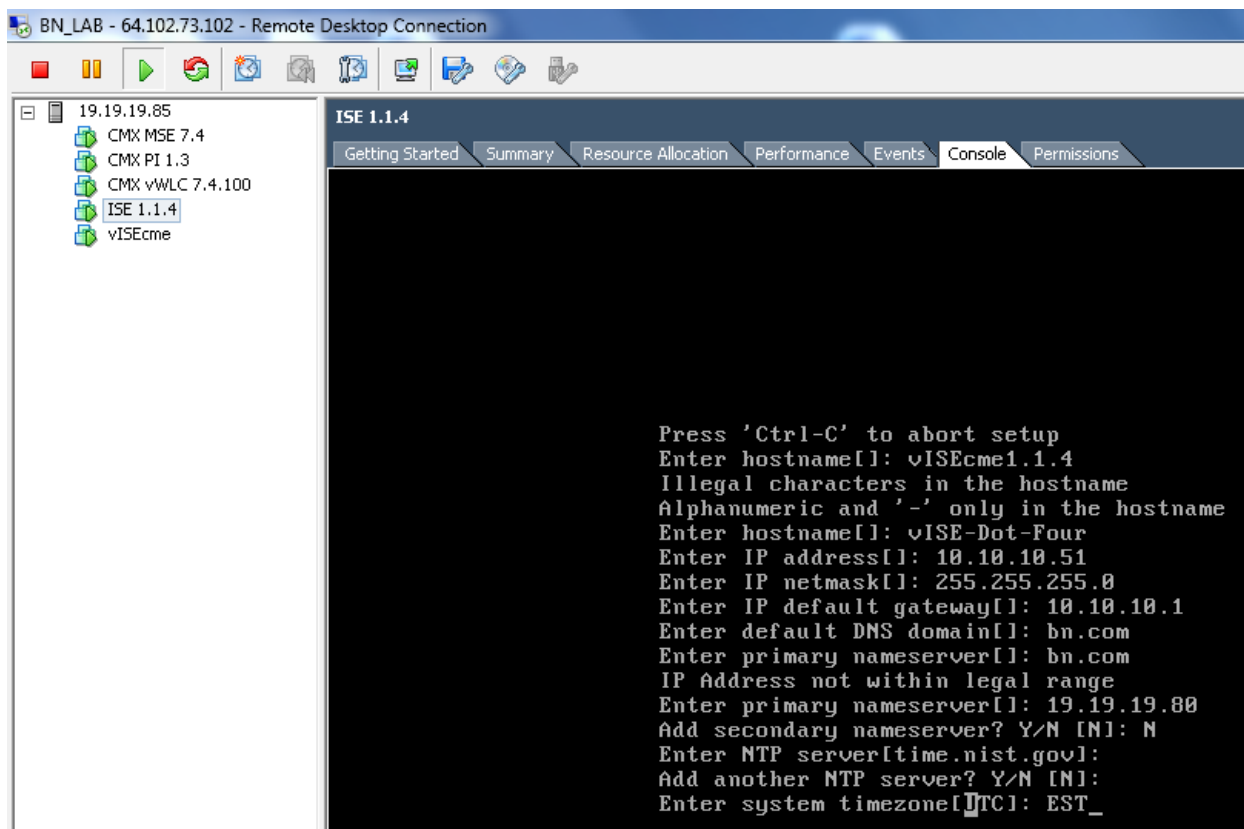 BN_LAB - 64.102.73.102 - Remote Desktop Connection
19.19.19.85
CMX MSE 7.4
CMX PI 1.3
CMX vWLC 7.4.100
ISE 1.1.4
vISEcme
ISE 1.1.4
Getting Started Summary Resource Allocation Performance Events Console Permissions
Press 'Ctrl-C' to abort setup
Enter hostname[]: vISEcme1.1.4
Illegal characters in the hostname
Alphanumeric and '-' only in the hostname
Enter hostname[]: vISE-Dot-Four
Enter IP address[]: 10.10.10.51
Enter IP netmask[]: 255.255.255.0
Enter IP default gateway[]: 10.10.10.1
Enter default DNS domain[]: bn.com
Enter primary nameserver[]: bn.com
IP Address not within legal range
Enter primary nameserver[]: 19.19.19.80
Add secondary nameserver? Y/N [N]: N
Enter NTP server[time.nist.gov]:
Add another NTP server? Y/N [N]:
Enter system timezone[UTC]: EST_